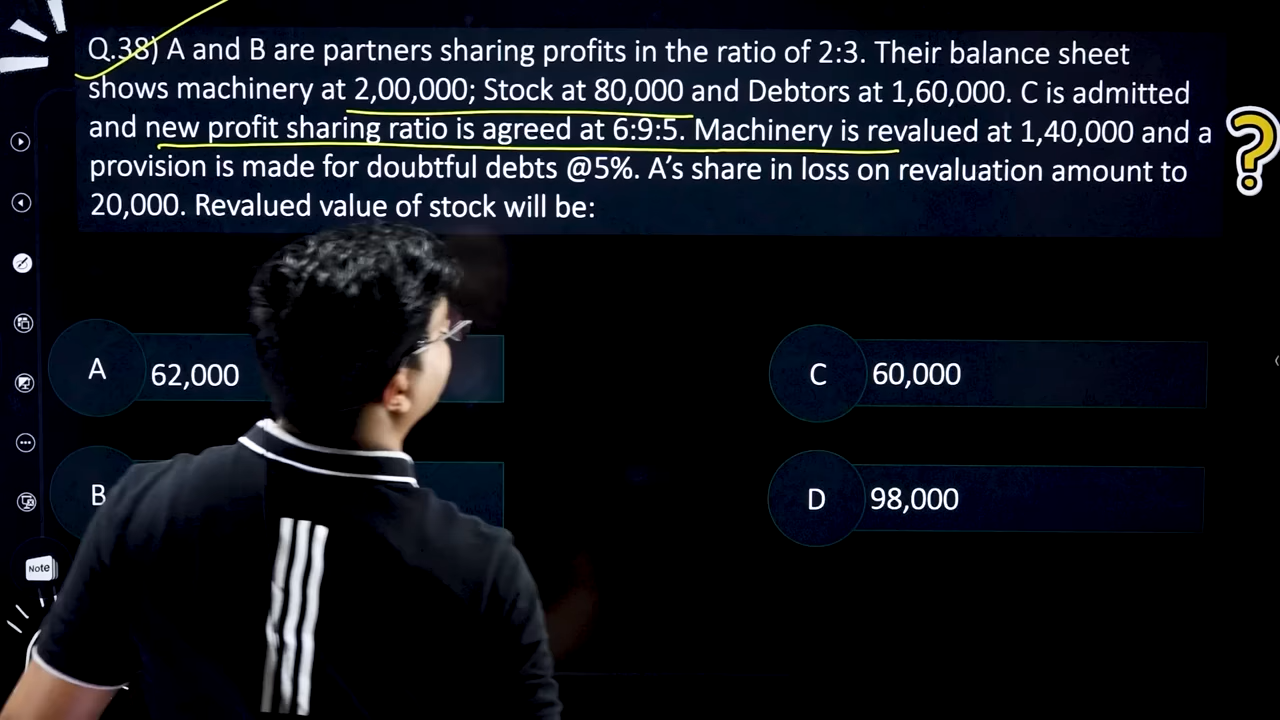 Q.38) A and B are partners sharing profits in the ratio of 2:3. Their balance sheet
shows machinery at 2,00,000; Stock at 80,000 and Debtors at 1,60,000. C is admitted
and new profit sharing ratio is agreed at 6:9:5. Machinery is revalued at 1,40,000 and a
provision is made for doubtful debts @5%. A's share in loss on revaluation amount to
20,000. Revalued value of stock will be:
?
A 62,000
C 60,000
B
D 98,000
Note